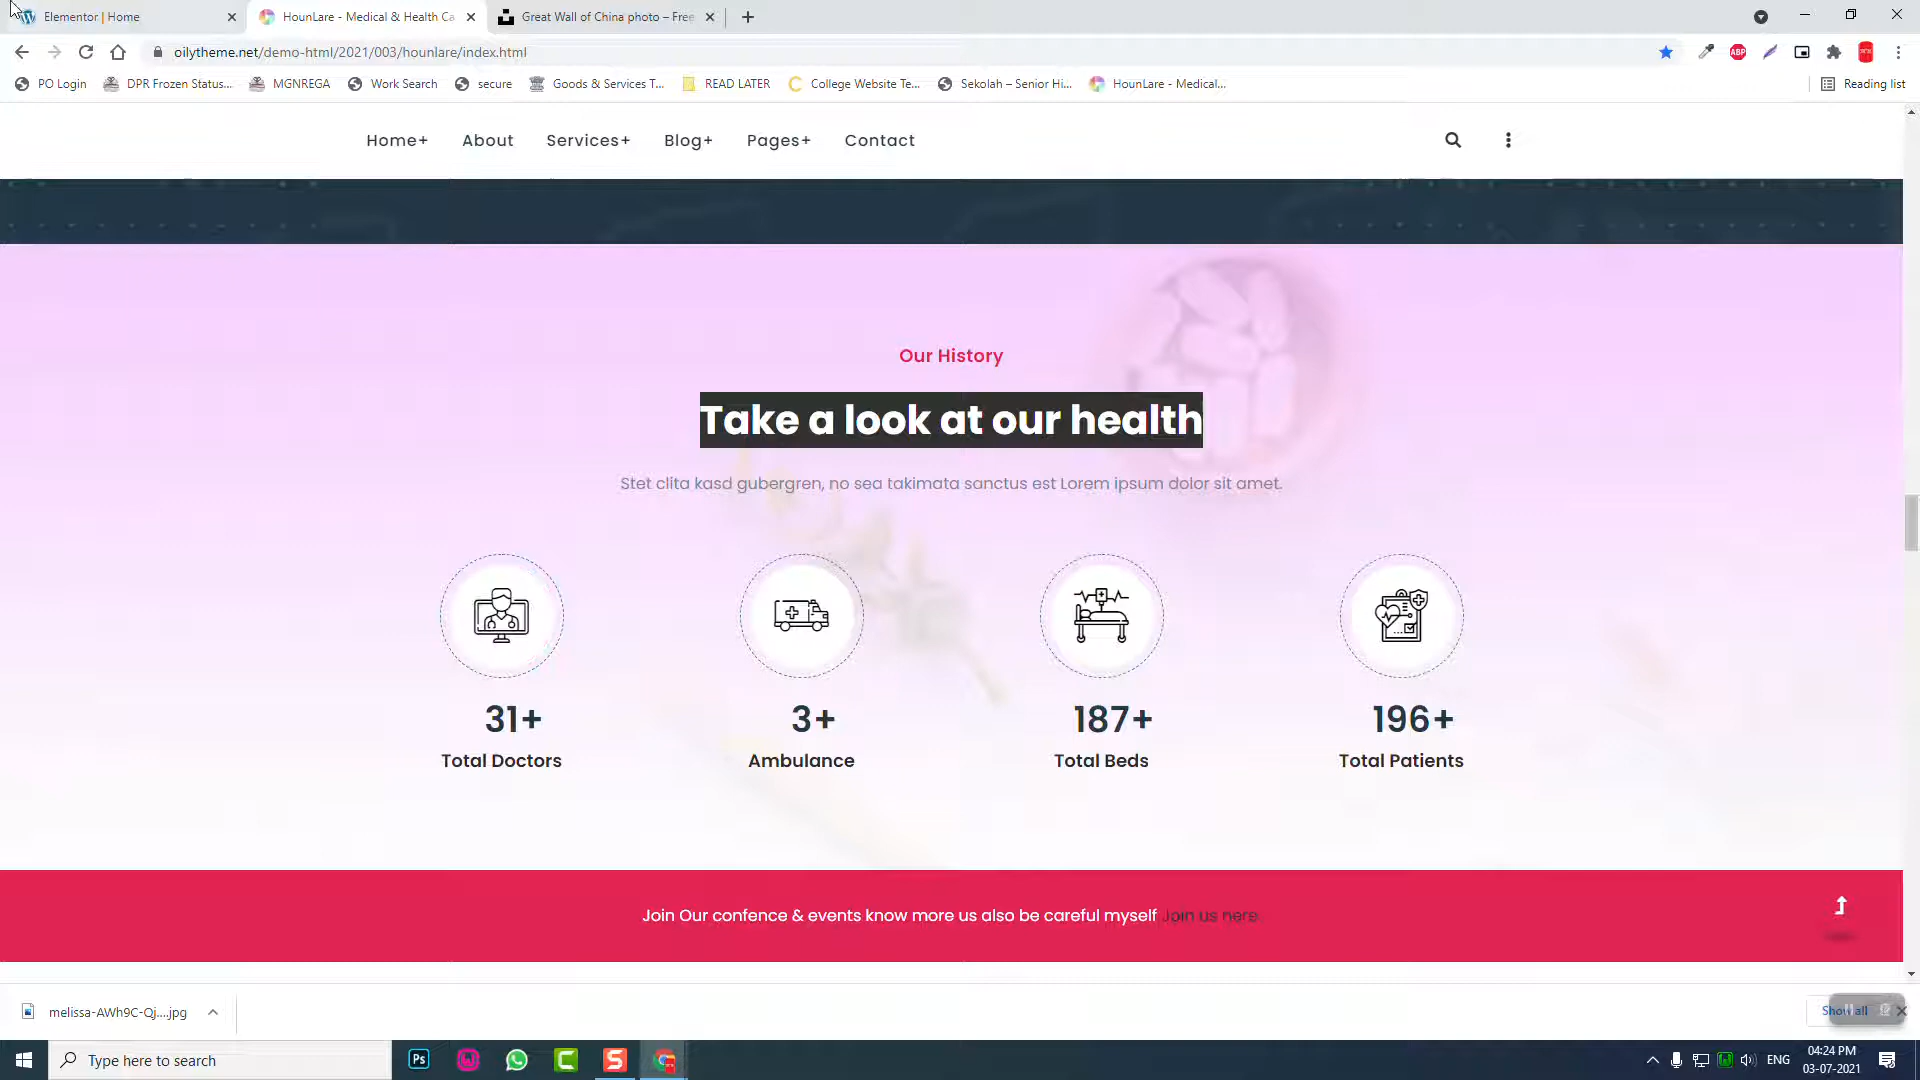 Elementor | Home
HounLare - Medical & Health Ca
Great Wall of China photo – Free
oilytheme.net/demo-html/2021/003/hounlare/index.html
ABP
PO Login
DPR Frozen Status...
MGNREGA
Work Search
secure
Goods & Services T...
READ LATER
College Website Te...
Sekolah – Senior Hi...
HounLare - Medical...
Reading list
Home+ About Services+ Blog+ Pages+ Contact
Our History
Take a look at our health
Stet clita kasd gubergren, no sea takimata sanctus est Lorem ipsum dolor sit amet.
31+ 3+ 187+ 196+
Total Doctors Ambulance Total Beds Total Patients
Join Our confence & events know more us also be careful myself Join us here
melissa-AWh9C-Qj....jpg
Show all
Type here to search
Ps
ENG
04:24 PM
03-07-2021